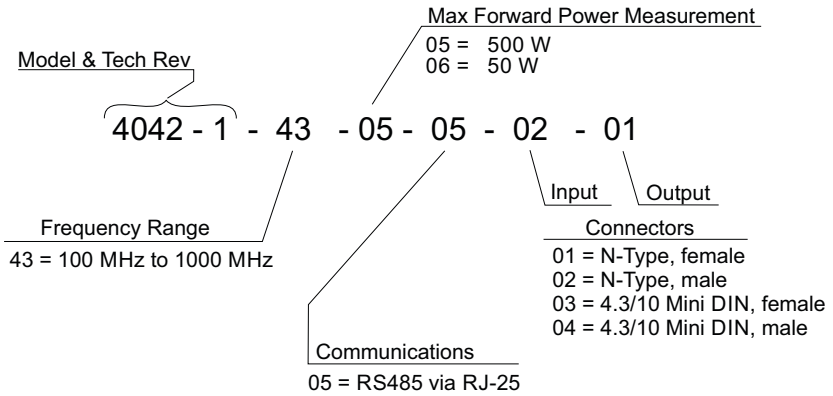 Max Forward Power Measurement
05 = 500 W
06 = 50 W
Model & Tech Rev
4042 - 1 - 43 - 05 - 05 - 02 - 01
Input
Output
Frequency Range
43 = 100 MHz to 1000 MHz
Connectors
01 = N-Type, female
02 = N-Type, male
03 = 4.3/10 Mini DIN, female
04 = 4.3/10 Mini DIN, male
Communications
05 = RS485 via RJ-25